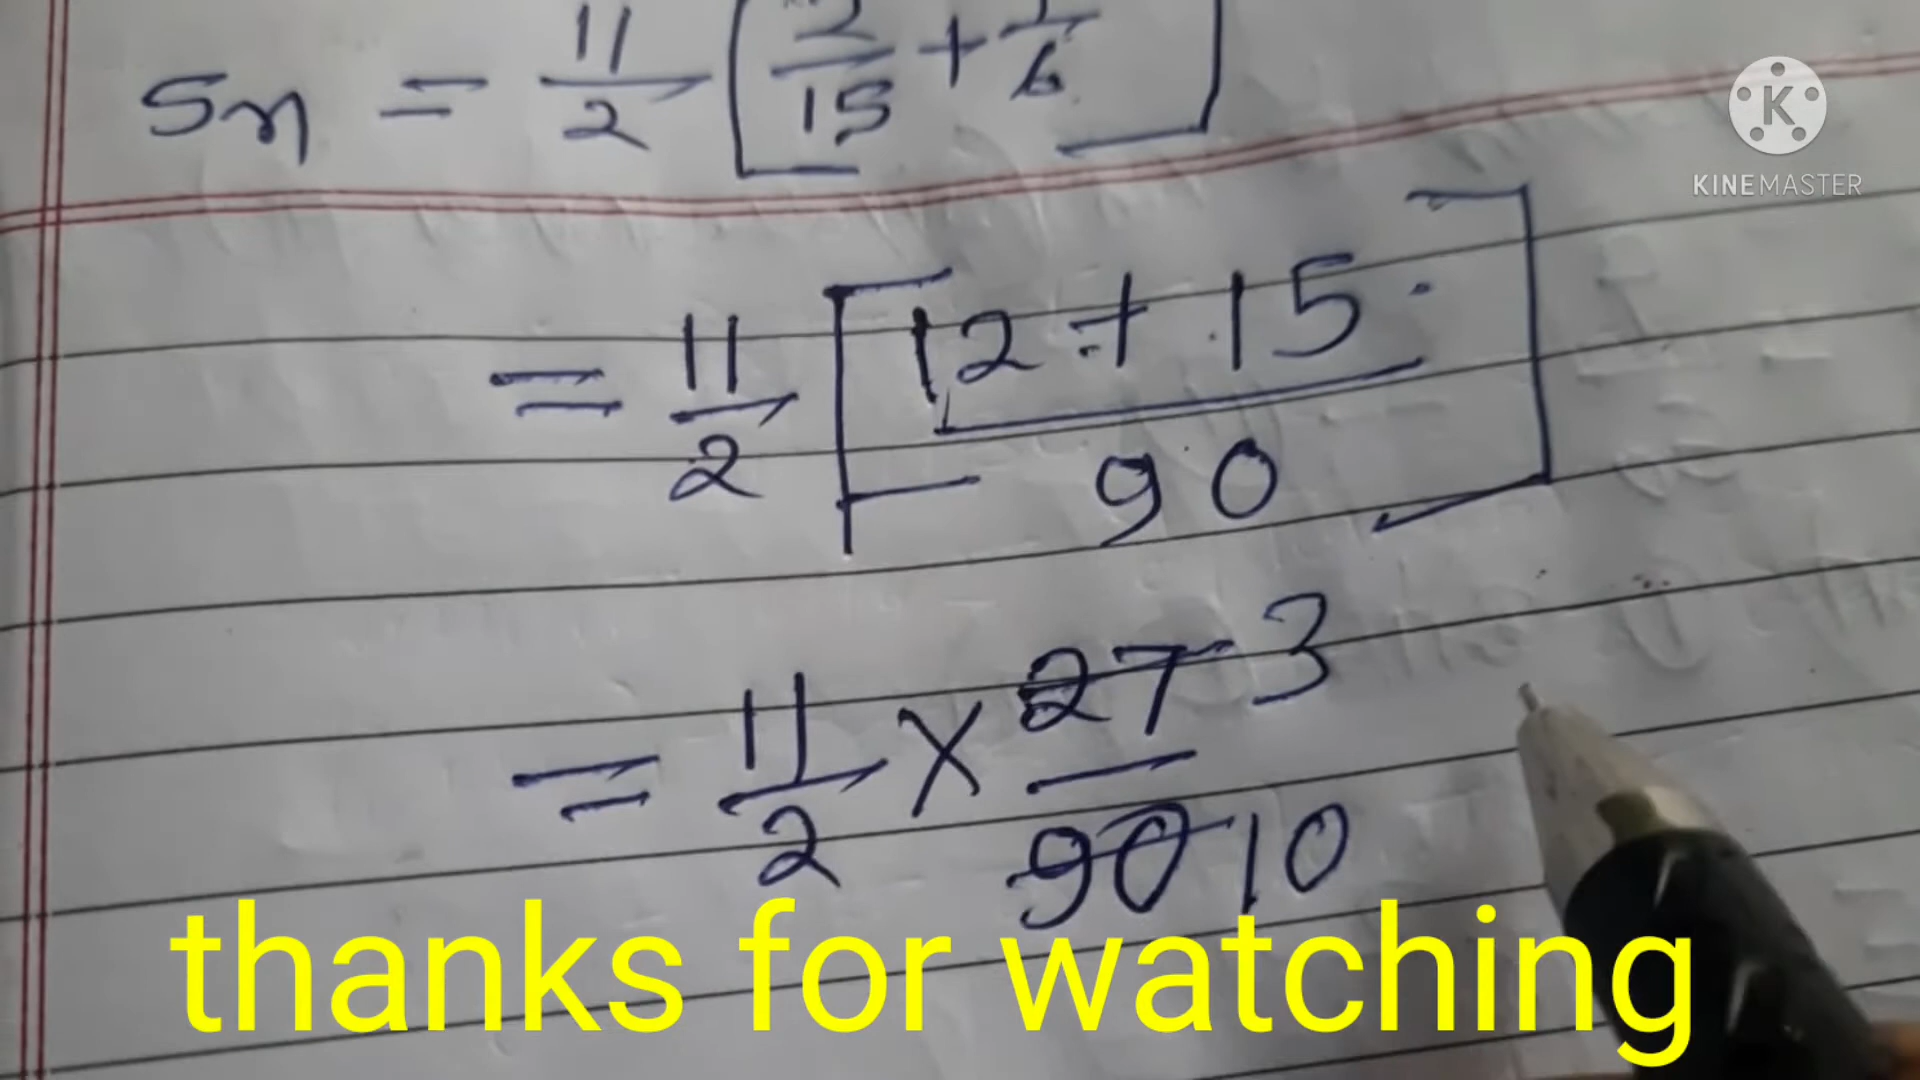 Sn = 11/2 [2/15 + 1/6]
KINEMASTER
= 11/2 [12 + 15 / 90]
= 11/2 × 27 3 / 90 10
thanks for watching